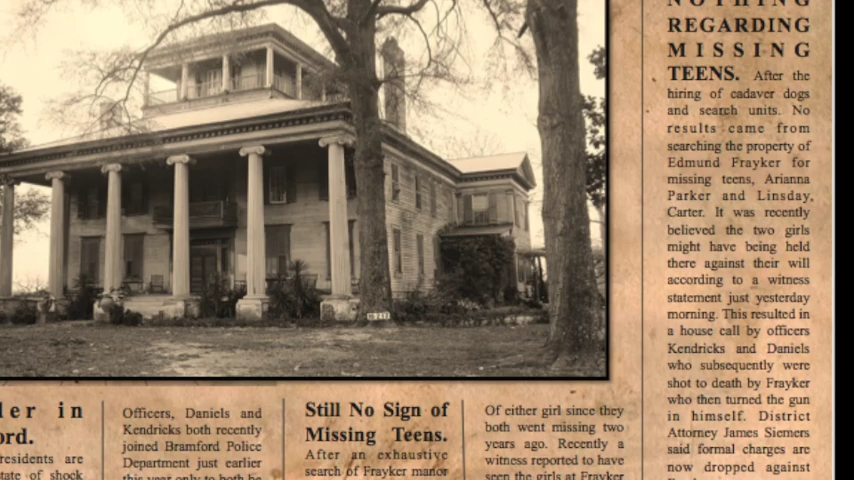 NOTHING
REGARDING
MISSING
TEENS. After the
hiring of cadaver dogs
and search units. No
results came from
searching the property of
Edmund Frayker for
missing teens, Arianna
Parker and Linsday,
Carter. It was recently
believed the two girls
might have being held
there against their will
according to a witness
statement just yesterday
morning. This resulted in
a house call by officers
Kendricks and Daniels
who subsequently were
shot to death by Frayker
who then turned the gun
in himself. District
Attorney James Siemers
said formal charges are
now dropped against
ler in
ord.
residents are
tate of shock
Officers, Daniels and
Kendricks both recently
joined Bramford Police
Department just earlier
this year only to both be
Still No Sign of
Missing Teens.
After an exhaustive
search of Frayker manor
Of either girl since they
both went missing two
years ago. Recently a
witness reported to have
seen the girls at Frayker